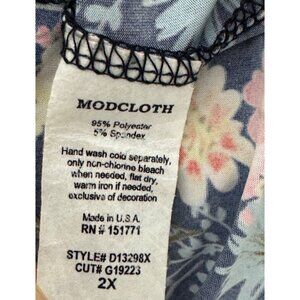 MODCLOTH
95% Polyester
5% Spandex
Hand wash cold separately,
only non-chlorine bleach
when needed, flat dry,
warm iron if needed,
exclusive of decoration
Made in U.S.A.
RN # 151771
STYLE# D13298X
CUT# G19223
2X